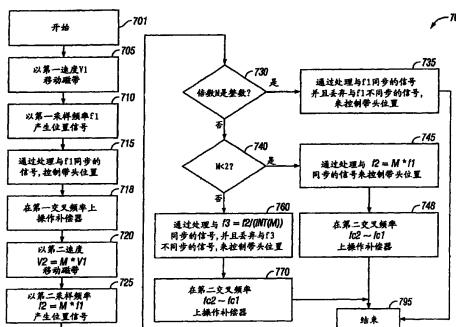 开始
701
705
以第一速度V1
移动磁带
710
以第一采样频率f1
产生位置信号
715
通过处理与f1同步的
信号,控制带头位置
718
在第一交叉频率上
操作补偿器
720
以第二速度
V2 = M * V1
移动磁带
725
以第二采样频率
f2 = M * f1
产生位置信号
730
倍数M是整数?
是
否
735
通过处理与f1同步的信号
并且丢弃与f1不同步的信号,
来控制带头位置
740
M<2?
是
否
745
通过处理与 f2 = M * f1
同步的信号来控制带头位置
748
在第二交叉频率
fc2 ~ fc1
上操作补偿器
760
通过处理与 f3 = f2/(INT(M))
同步的信号,并且丢弃与f3
不同步的信号,来控制带头位置
770
在第二交叉频率
fc2 ~ fc1
上操作补偿器
795
结束